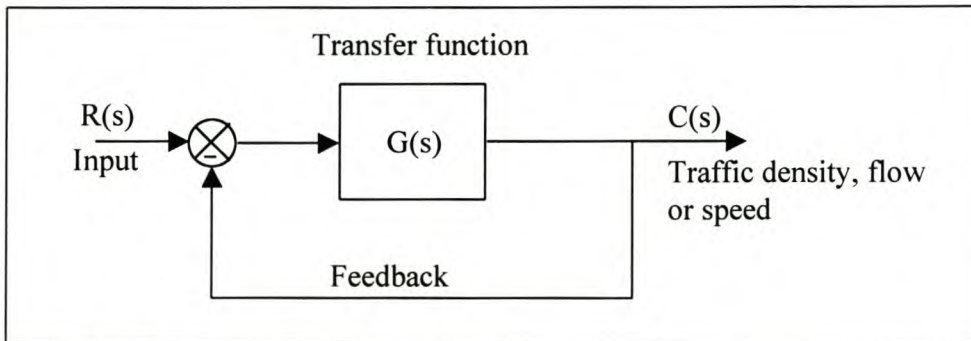 Transfer function
R(s)
Input
-
G(s)
C(s)
Traffic density, flow
or speed
Feedback